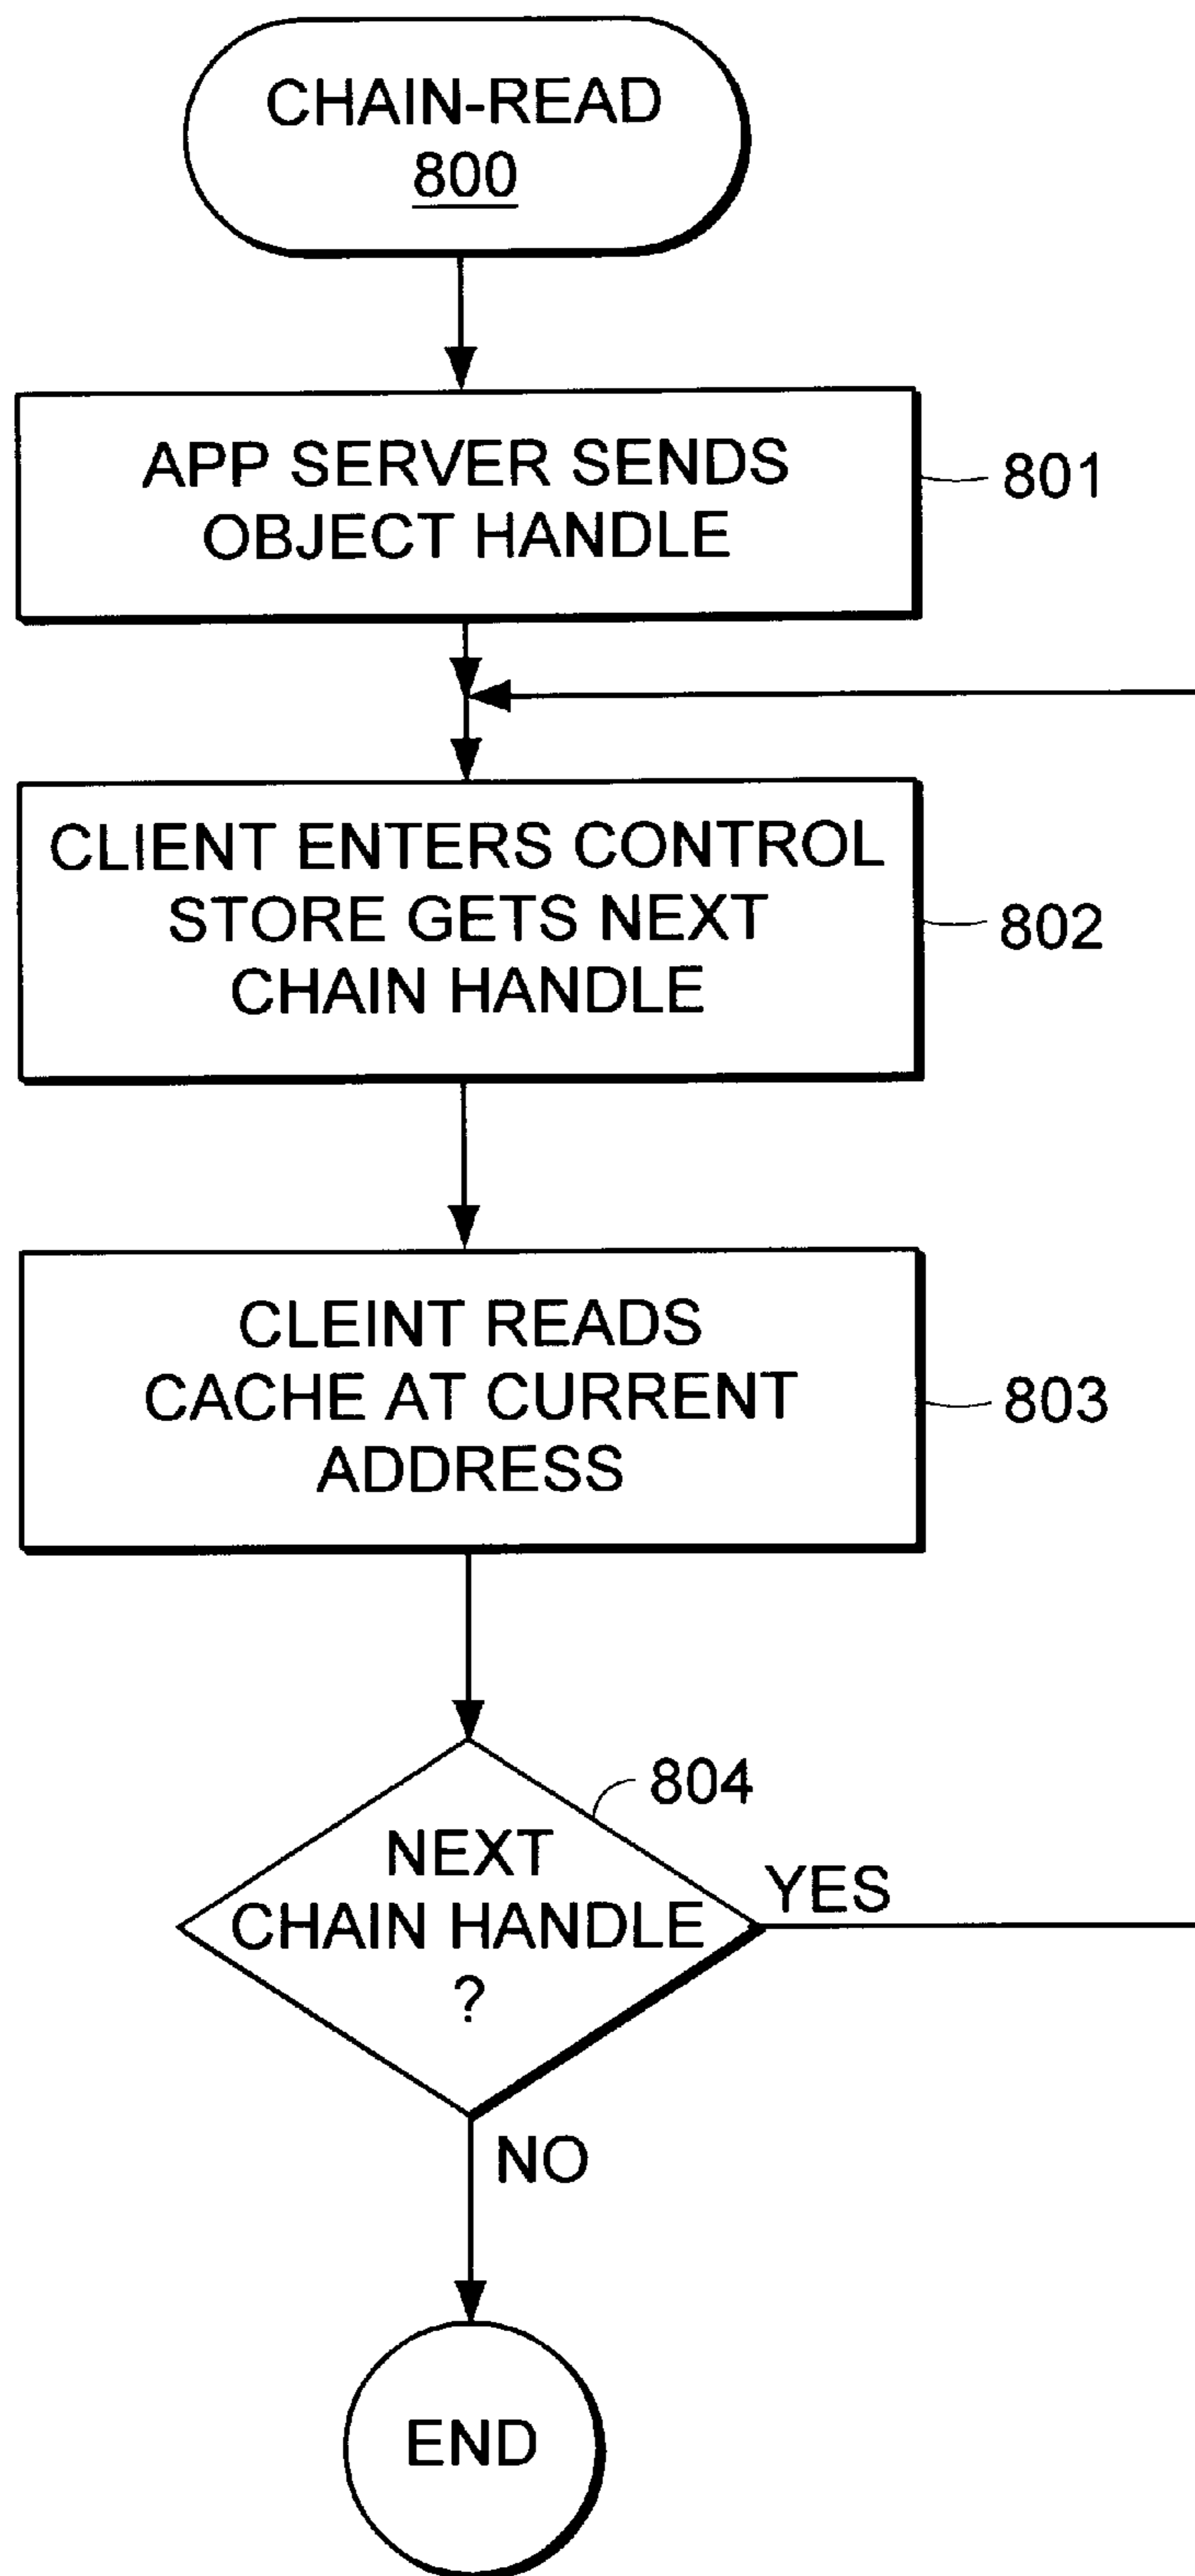 CHAIN-READ
800
APP SERVER SENDS
OBJECT HANDLE
801
CLIENT ENTERS CONTROL
STORE GETS NEXT
CHAIN HANDLE
802
CLEINT READS
CACHE AT CURRENT
ADDRESS
803
804
NEXT
CHAIN HANDLE
?
YES
NO
END